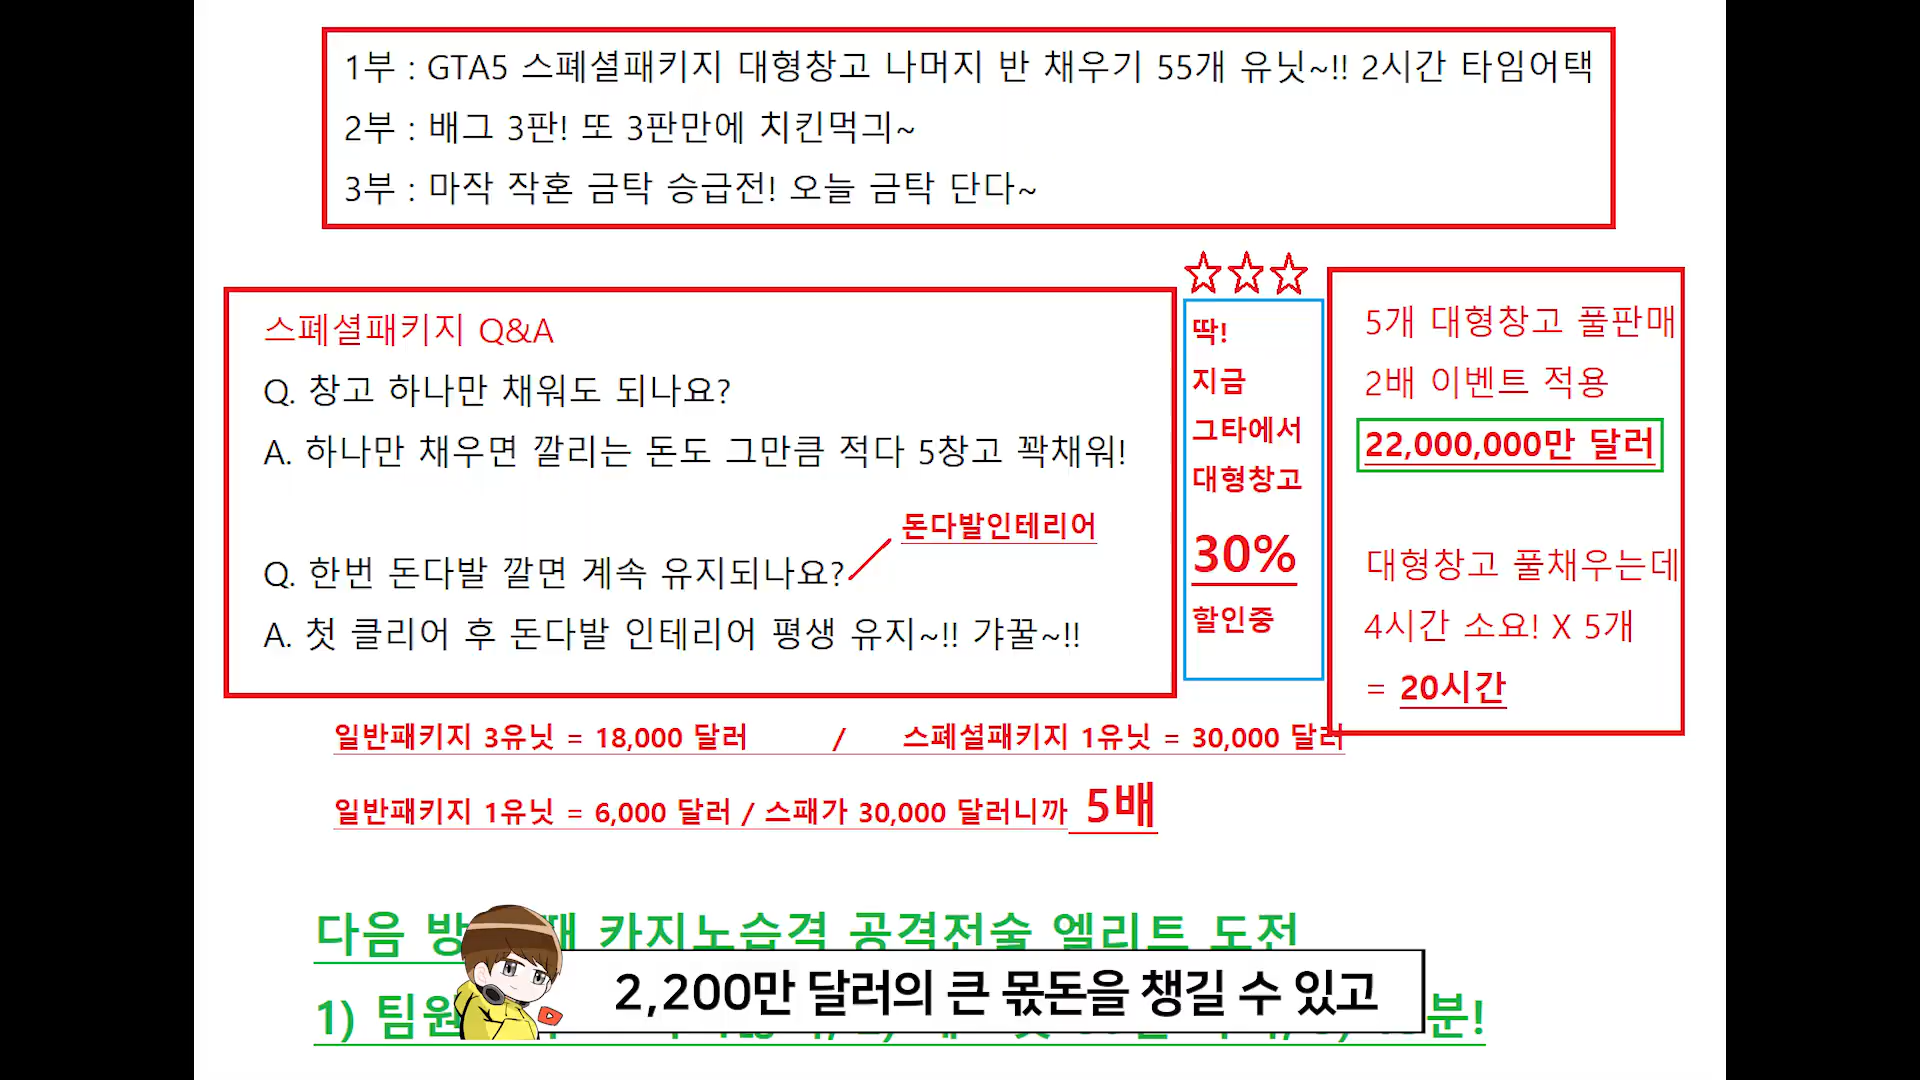 1부 : GTA5 스폐셜패키지 대형창고 나머지 반 채우기 55개 유닛~!! 2시간 타임어택
2부 : 배그 3판! 또 3판만에 치킨먹긔~
3부 : 마작 작혼 금탁 승급전! 오늘 금탁 단다~
스폐셜패키지 Q&A
Q. 창고 하나만 채워도 되나요?
A. 하나만 채우면 깔리는 돈도 그만큼 적다 5창고 꽉채워!
돈다발인테리어
Q. 한번 돈다발 깔면 계속 유지되나요?
A. 첫 클리어 후 돈다발 인테리어 평생 유지~!! 갸꿀~!!
딱!
지금
그타에서
대형창고
30%
할인중
5개 대형창고 풀판매
2배 이벤트 적용
22,000,000만 달러
대형창고 풀채우는데
4시간 소요! X 5개
= 20시간
일반패키지 3유닛 = 18,000 달러 / 스폐셜패키지 1유닛 = 30,000 달러
일반패키지 1유닛 = 6,000 달러 / 스패가 30,000 달러니까 5배
다음 카지노습격 공격전술 엘리트 도전
1) 팀원 분!
2,200만 달러의 큰 몫돈을 챙길 수 있고